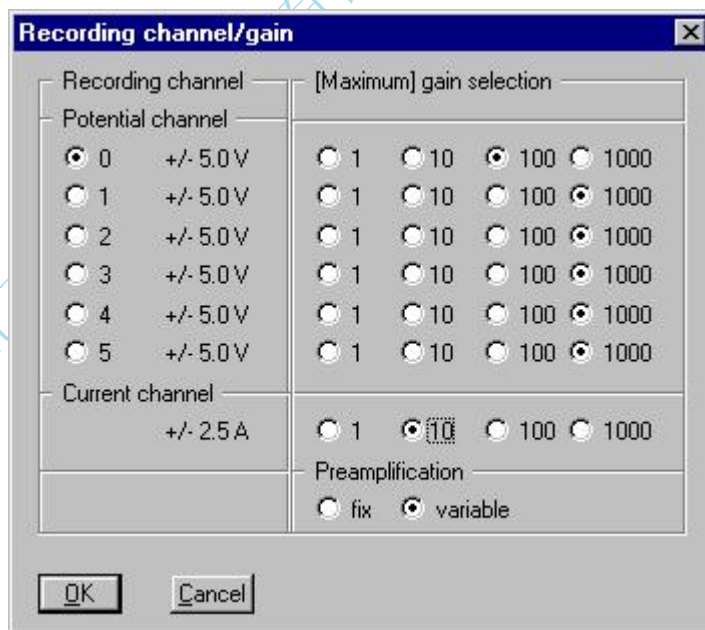 Recording channel/gain
Recording channel [Maximum] gain selection
Potential channel
0 +/- 5.0 V 1 10 100 1000
1 +/- 5.0 V 1 10 100 1000
2 +/- 5.0 V 1 10 100 1000
3 +/- 5.0 V 1 10 100 1000
4 +/- 5.0 V 1 10 100 1000
5 +/- 5.0 V 1 10 100 1000
Current channel
+/- 2.5 A 1 10 100 1000
Preamplification
fix variable
OK Cancel